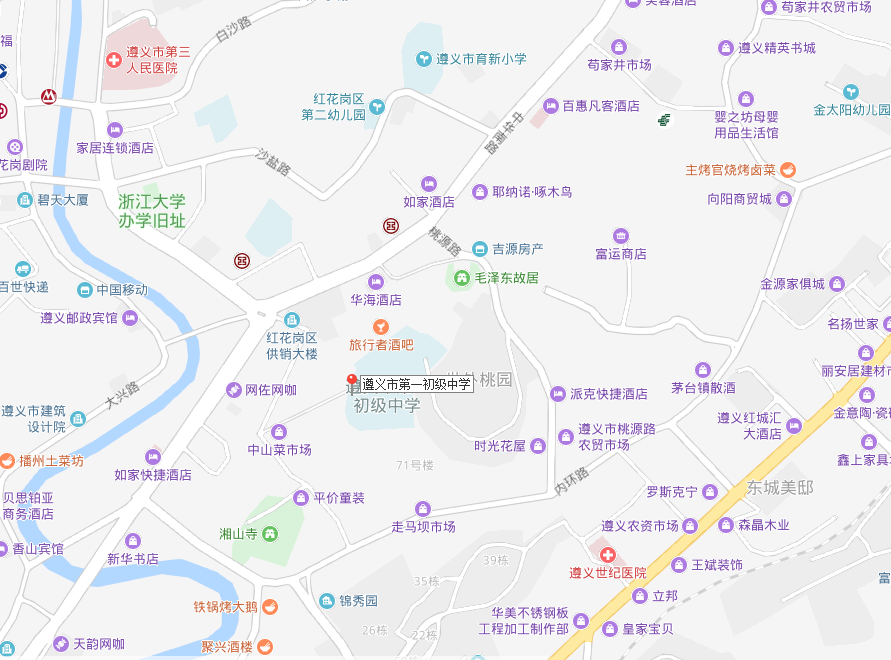 芙蓉酒店
苟家井农贸市场
福
白沙路
遵义市第三
人民医院
遵义市育新小学
苟家井市场
遵义精英书城
红花岗区
第二幼儿园
中华南路
百惠凡客酒店
婴之坊母婴
用品生活馆
金太阳幼儿园
家居连锁酒店
花岗剧院
沙盐路
主烤官烧烤卤菜
碧天大厦
浙江大学
办学旧址
如家酒店
耶纳诺·啄木鸟
向阳商贸城
桃源路
吉源房产
富运商店
百世快递
中国移动
毛泽东故居
金源家俱城
华海酒店
遵义邮政宾馆
红花岗区
供销大楼
旅行者酒吧
名扬世家
丽安居建材市
世外桃园
遵义市第一初级中学
初级中学
网佐网咖
大兴路
派克快捷酒店
茅台镇散酒
金意陶·瓷砖
遵义市建筑
设计院
遵义红城汇
大酒店
遵义市桃源路
农贸市场
中山菜市场
时光花屋
播州土菜坊
如家快捷酒店
71号楼
鑫上家具
内环路
东城美邸
贝思铂亚
商务酒店
平价童装
罗斯克宁
走马坝市场
遵义农资市场
森晶木业
湘山寺
香山宾馆
新华书店
39栋
遵义世纪医院
王斌装饰
35栋
富
锦秀园
立邦
铁锅烤大鹅
华美不锈钢板
工程加工制作部
皇家宝贝
26栋
22栋
天韵网咖
聚兴酒楼